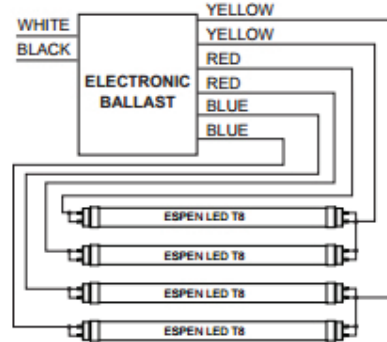 YELLOW
WHITE
YELLOW
BLACK
RED
ELECTRONIC
BALLAST
RED
BLUE
BLUE
ESPEN LED T8
ESPEN LED T8
ESPEN LED T8
ESPEN LED T8